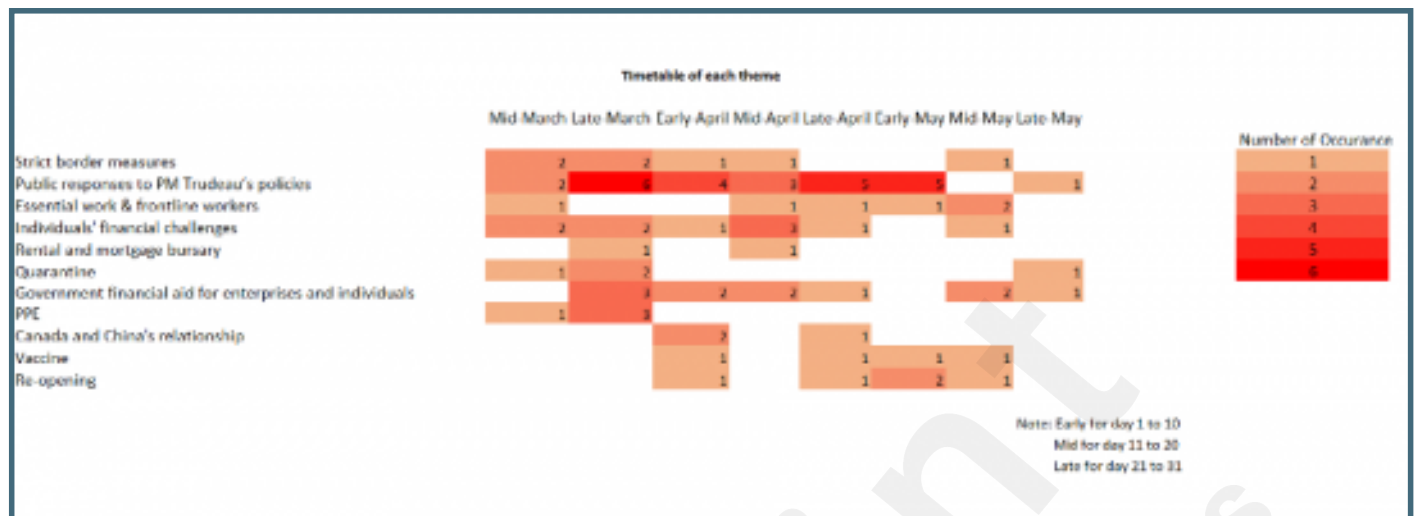 Timetable of each theme
Mid-March Late-March Early-April Mid-April Late-April Early-May Mid-May Late-May
Number of Occurance
Strict border measures 2 2 1 1 1 1
Public responses to PM Trudeau's policies 2 6 4 3 5 5 1 2
Essential work & frontline workers 1 1 1 1 2 3
Individuals' financial challenges 2 2 1 3 1 1 4
Rental and mortgage bursary 1 1 5
Quarantine 1 2 1 6
Government financial aid for enterprises and individuals 3 2 2 1 2 1
PPE 1 3
Canada and China's relationship 2 1
Vaccine 1 1 1 1
Re-opening 1 1 2 1
Note: Early for day 1 to 10
Mid for day 11 to 20
Late for day 21 to 31